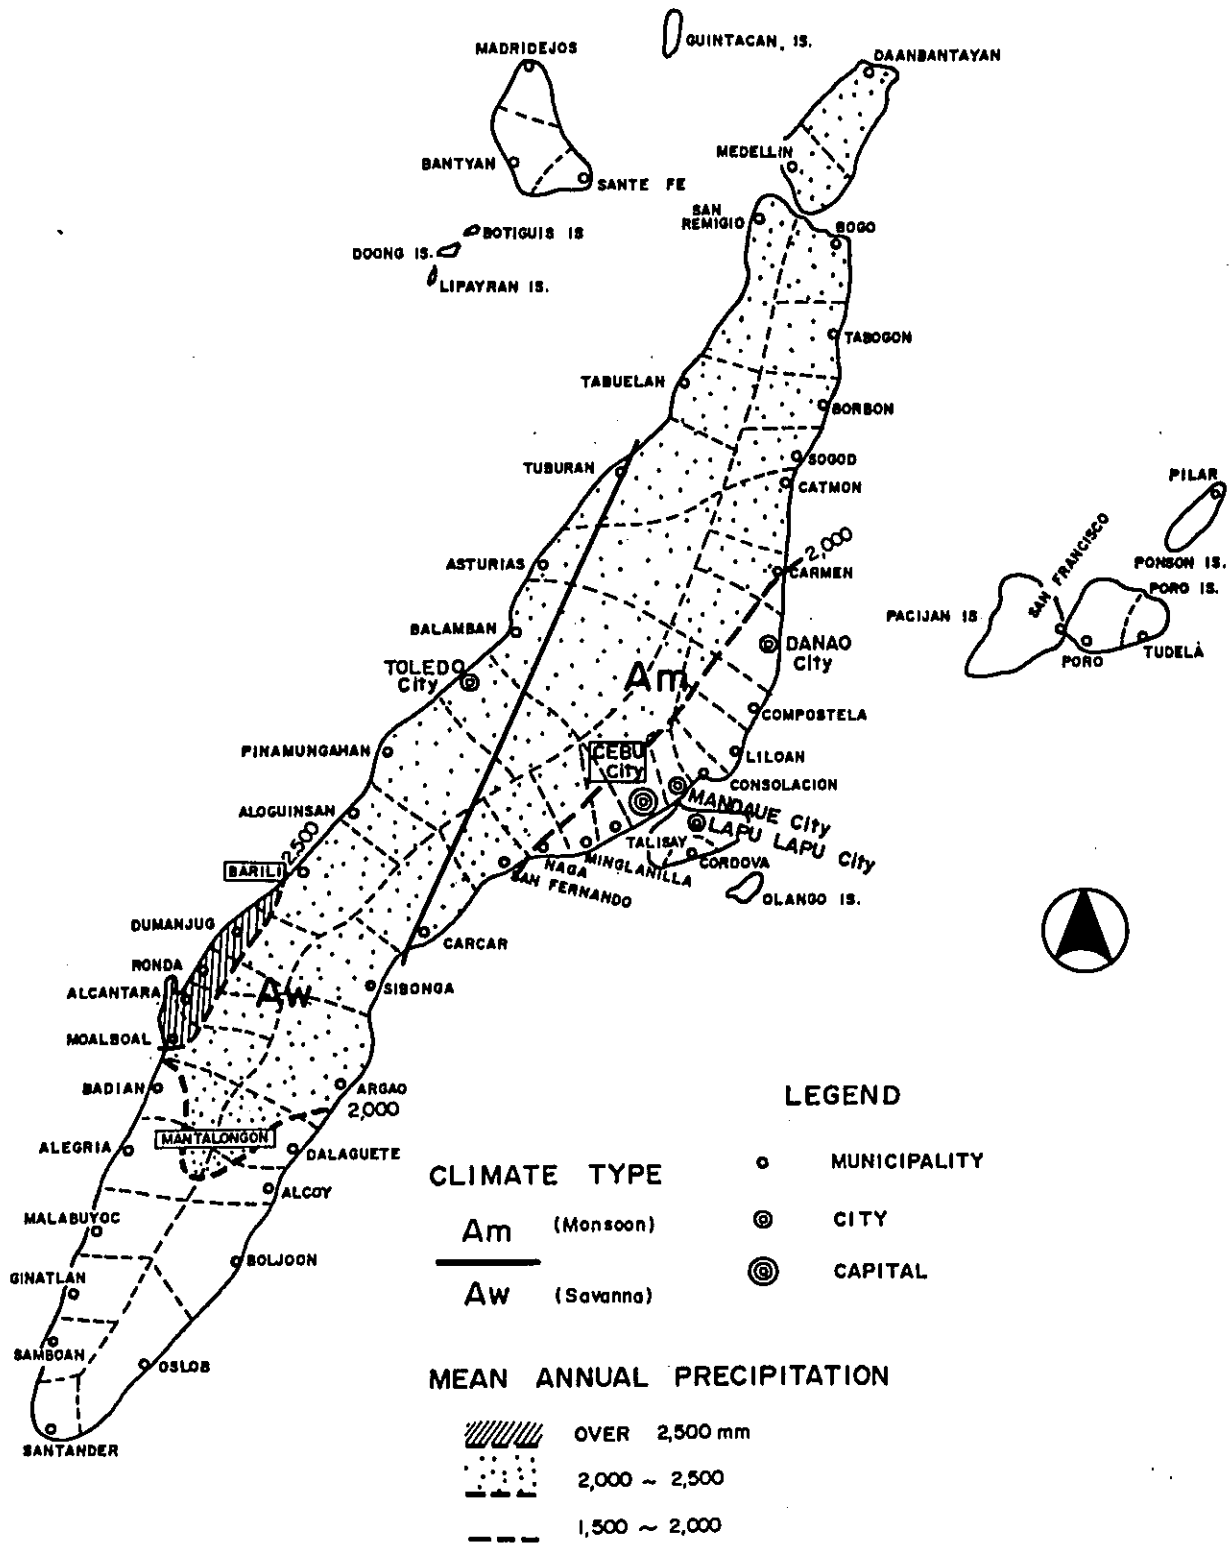 GUINTACAN, IS.
MADRIDEJOS
DAANBANTAYAN
BANTYAN
SANTE FE
MEDELLIN
SAN
REMIGIO
BOGO
BOTIGUIS IS
DOONG IS.
LIPAYRAN IS.
TABOGON
TABUELAN
BORBON
TUBURAN
SOGOD
CATMON
PILAR
2,000
ASTURIAS
CARMEN
SAN FRANCISCO
PONSON IS.
PORO IS.
PACIJAN IS
BALAMBAN
DANAO
City
PORO
TUDELA
TOLEDO
City
Am
COMPOSTELA
PINAMUNGAHAN
CEBU
City
LILOAN
CONSOLACION
MANDAUE City
ALOGUINSAN
LAPU LAPU City
TALISAY
2,500
BARILI
MINGLANILLA
CORDOVA
NAGA
SAN FERNANDO
OLANGO IS.
DUMANJUG
CARCAR
RONDA
ALCANTARA
Aw
SIBONGA
MOALBOAL
BADIAN
ARGAO
2,000
LEGEND
MANTALONGON
ALEGRIA
DALAGUETE
CLIMATE TYPE
MUNICIPALITY
ALCOY
MALABUYOC
Am (Monsoon)
CITY
BOLJOON
CAPITAL
GINATLAN
Aw (Savanna)
SAMBOAN
OSLOB
MEAN ANNUAL PRECIPITATION
SANTANDER
OVER 2,500 mm
2,000 ~ 2,500
1,500 ~ 2,000